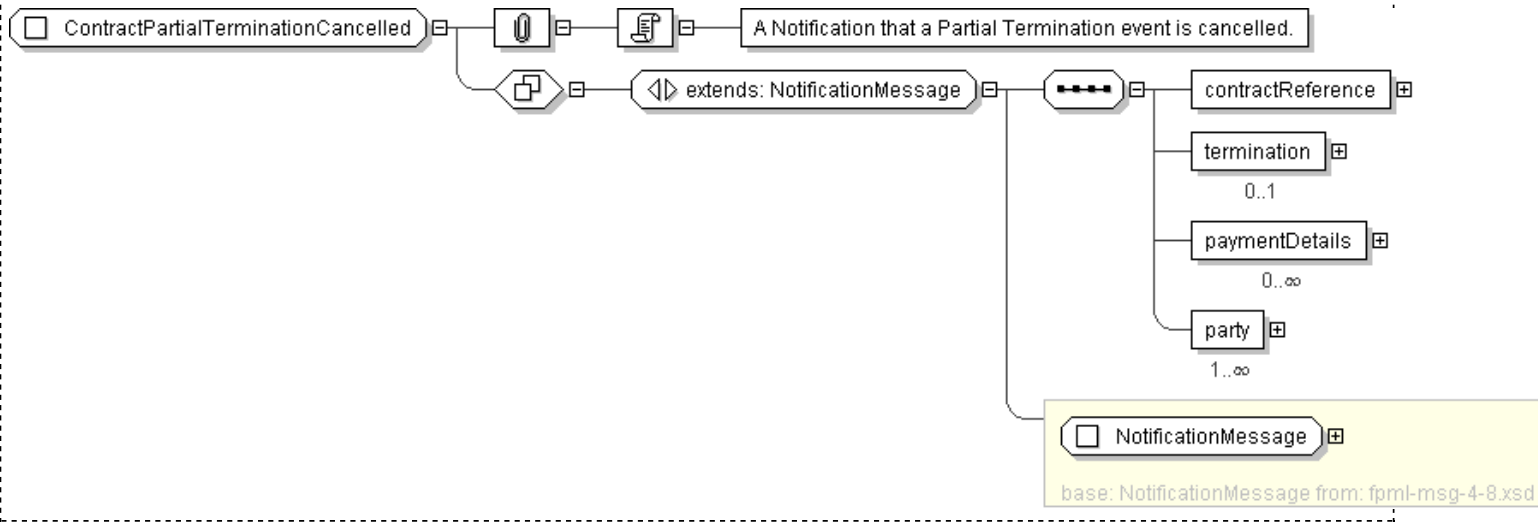 ContractPartialTerminationCancelled
A Notification that a Partial Termination event is cancelled.
extends: NotificationMessage
contractReference
termination
0..1
paymentDetails
0..∞
party
1..∞
NotificationMessage
base: NotificationMessage from: fpml-msg-4-8.xsd